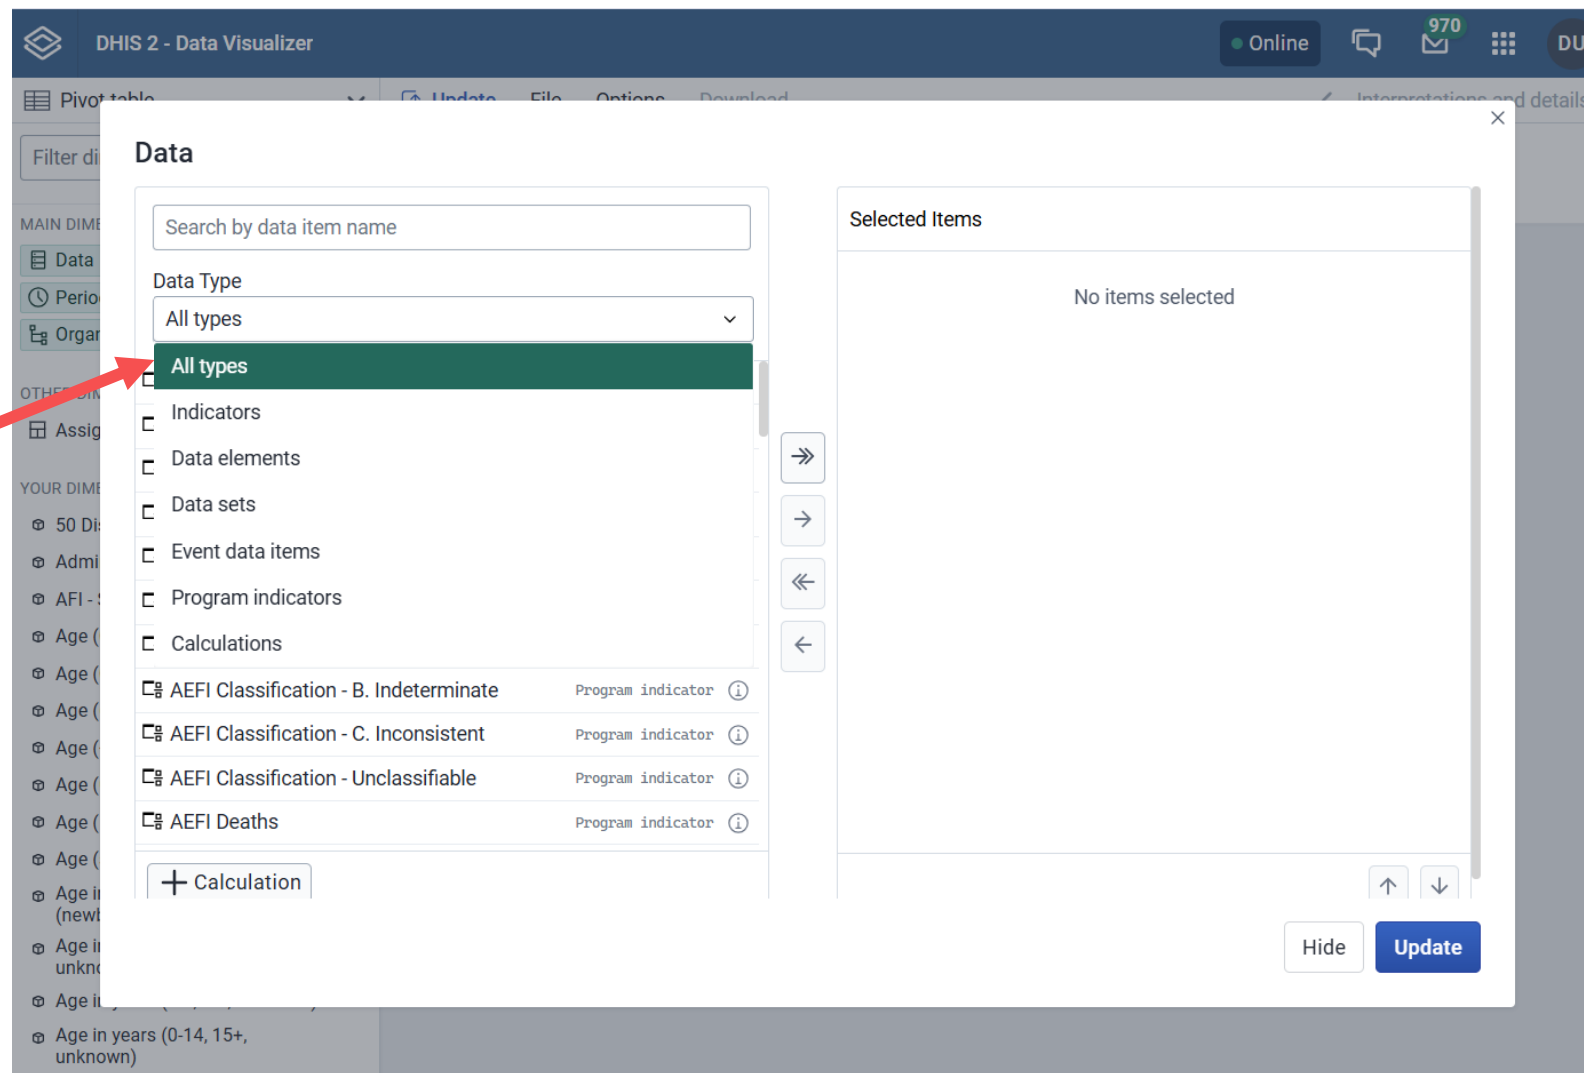 DHIS 2 - Data Visualizer
Online
970
DU
Pivot table
Update File Options Download
Interpretations and details
Filter di
MAIN DIME
Data
Perio
Organ
Assig
YOUR DIME
50 Di
Admi
AFI -
Age (
Age (
Age (
Age (
Age (
Age (
Age (
Age in
(newb
Age in
unkno
Age in
Age in years (0-14, 15+,
unknown)
Data
Search by data item name
Data Type
All types
All types
Indicators
Data elements
Data sets
Event data items
Program indicators
Calculations
AEFI Classification - B. Indeterminate Program indicator
AEFI Classification - C. Inconsistent Program indicator
AEFI Classification - Unclassifiable Program indicator
AEFI Deaths Program indicator
Calculation
Selected Items
No items selected
Hide
Update